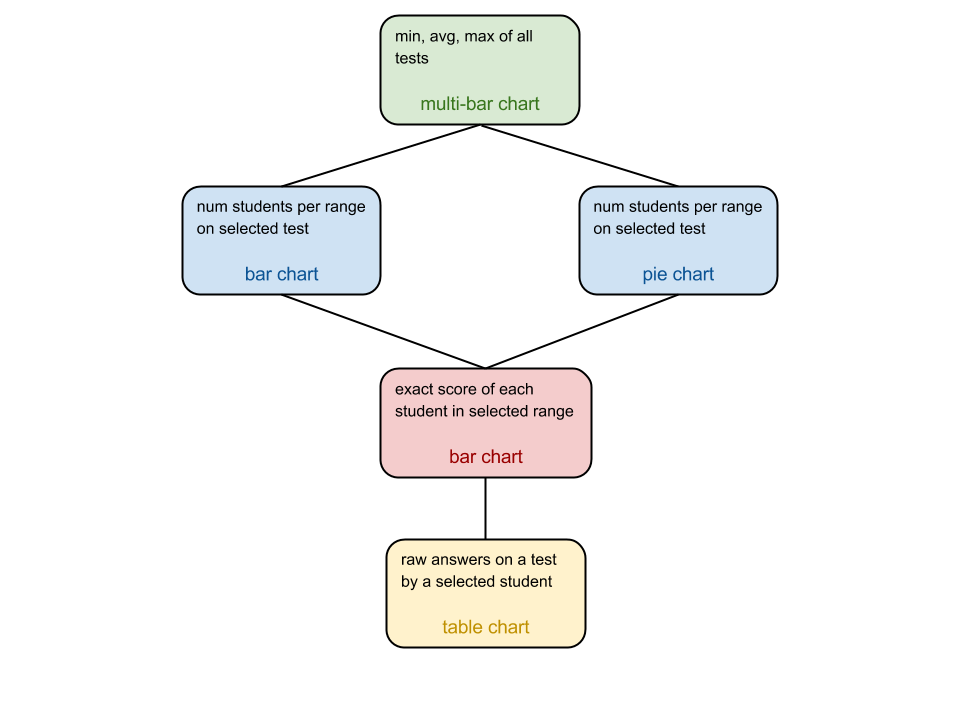 min, avg, max of all
tests
multi-bar chart
num students per range
on selected test
bar chart
num students per range
on selected test
pie chart
exact score of each
student in selected range
bar chart
raw answers on a test
by a selected student
table chart